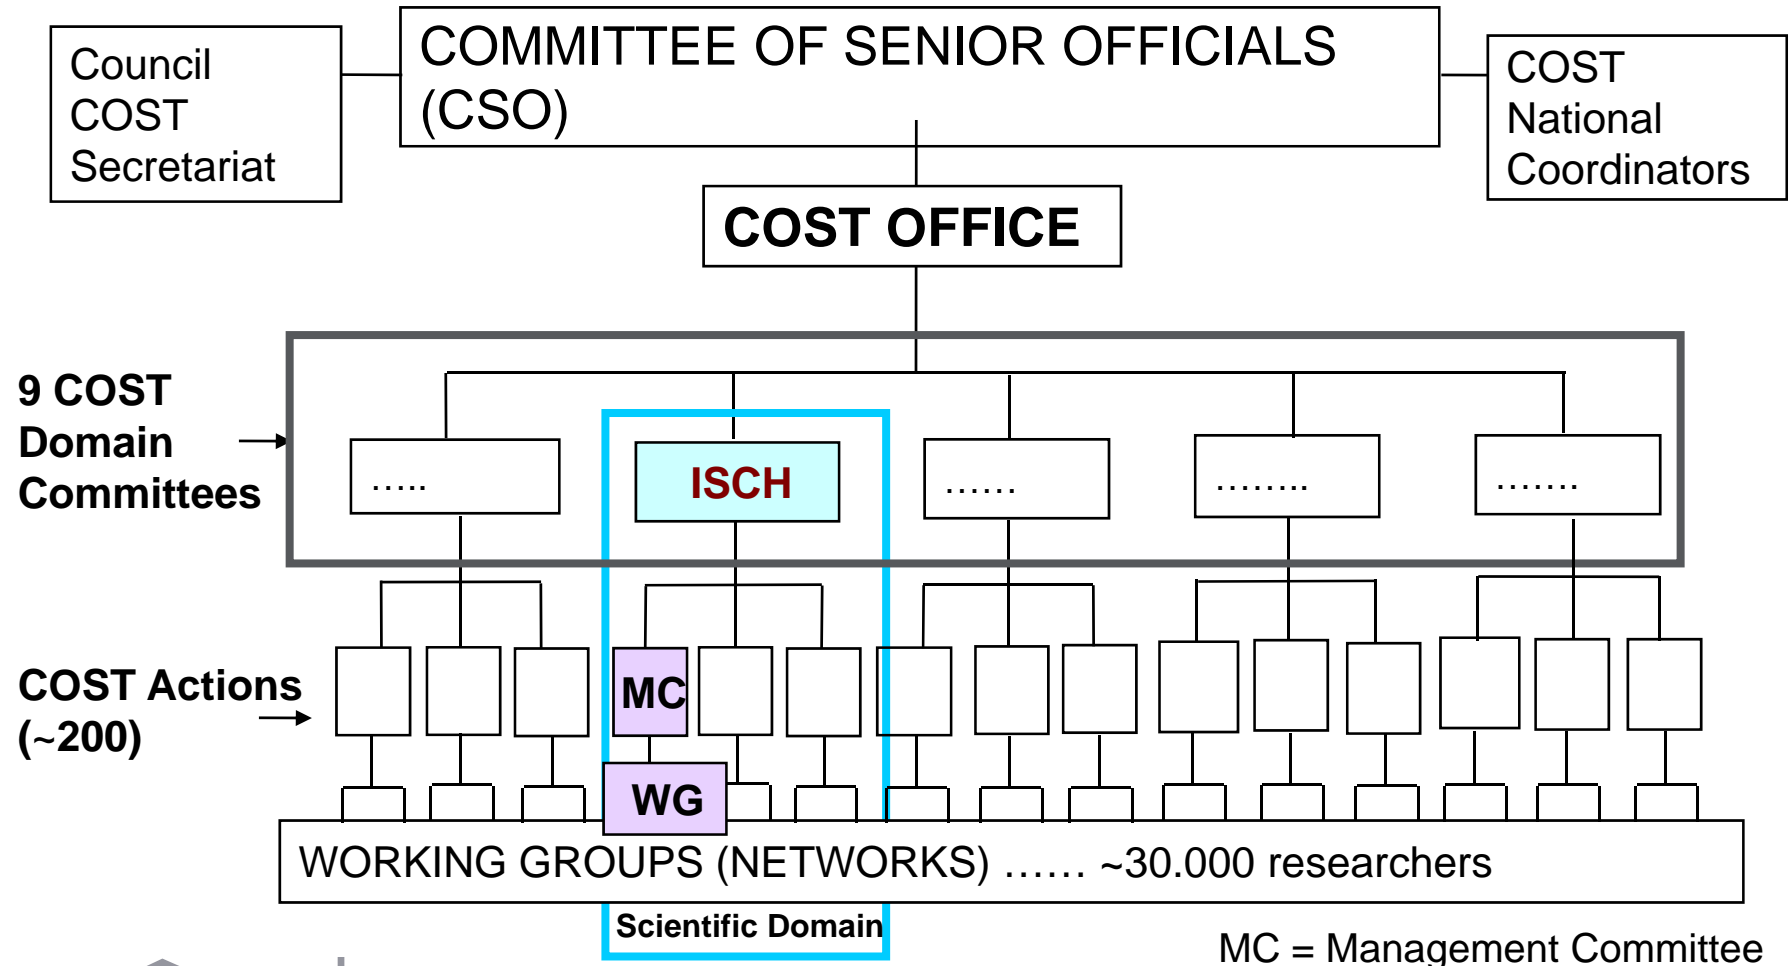 Council
COST
Secretariat
COMMITTEE OF SENIOR OFFICIALS
(CSO)
COST
National
Coordinators
COST OFFICE
9 COST
Domain
Committees
…..
ISCH
……
……..
…….
COST Actions
(~200)
MC
WG
WORKING GROUPS (NETWORKS) …… ~30.000 researchers
Scientific Domain
MC = Management Committee